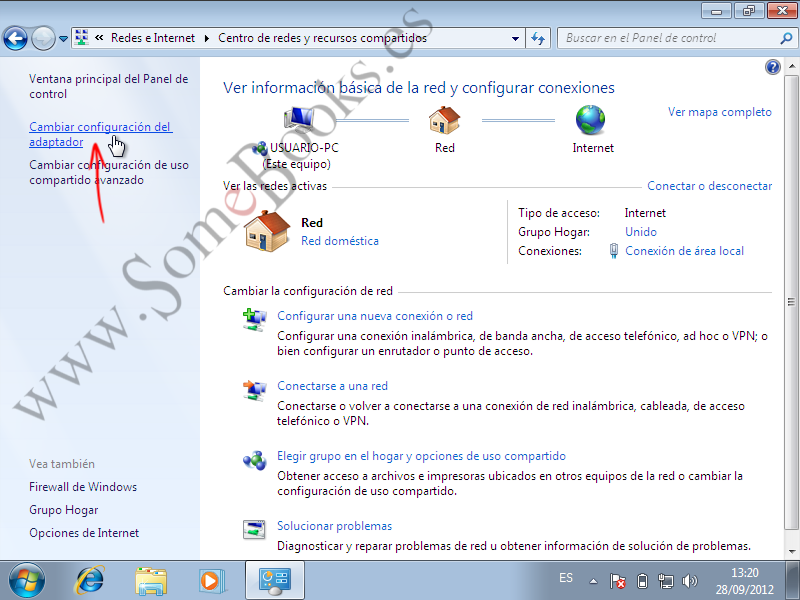 « Redes e Internet ▸ Centro de redes y recursos compartidos
Buscar en el Panel de control
Ventana principal del Panel de
control
Cambiar configuración del
adaptador
Cambiar configuración de uso
compartido avanzado
Vea también
Firewall de Windows
Grupo Hogar
Opciones de Internet
Ver información básica de la red y configurar conexiones
Ver mapa completo
USUARIO-PC
(Este equipo)
Red
Internet
Ver las redes activas
Conectar o desconectar
Red
Red doméstica
Tipo de acceso: Internet
Grupo Hogar: Unido
Conexiones: Conexión de área local
Cambiar la configuración de red
Configurar una nueva conexión o red
Configurar una conexión inalámbrica, de banda ancha, de acceso telefónico, ad hoc o VPN; o
bien configurar un enrutador o punto de acceso.
Conectarse a una red
Conectarse o volver a conectarse a una conexión de red inalámbrica, cableada, de acceso
telefónico o VPN.
Elegir grupo en el hogar y opciones de uso compartido
Obtener acceso a archivos e impresoras ubicados en otros equipos de la red o cambiar la
configuración de uso compartido.
Solucionar problemas
Diagnosticar y reparar problemas de red u obtener información de solución de problemas.
www.SomeBooks.es
ES
13:20
28/09/2012